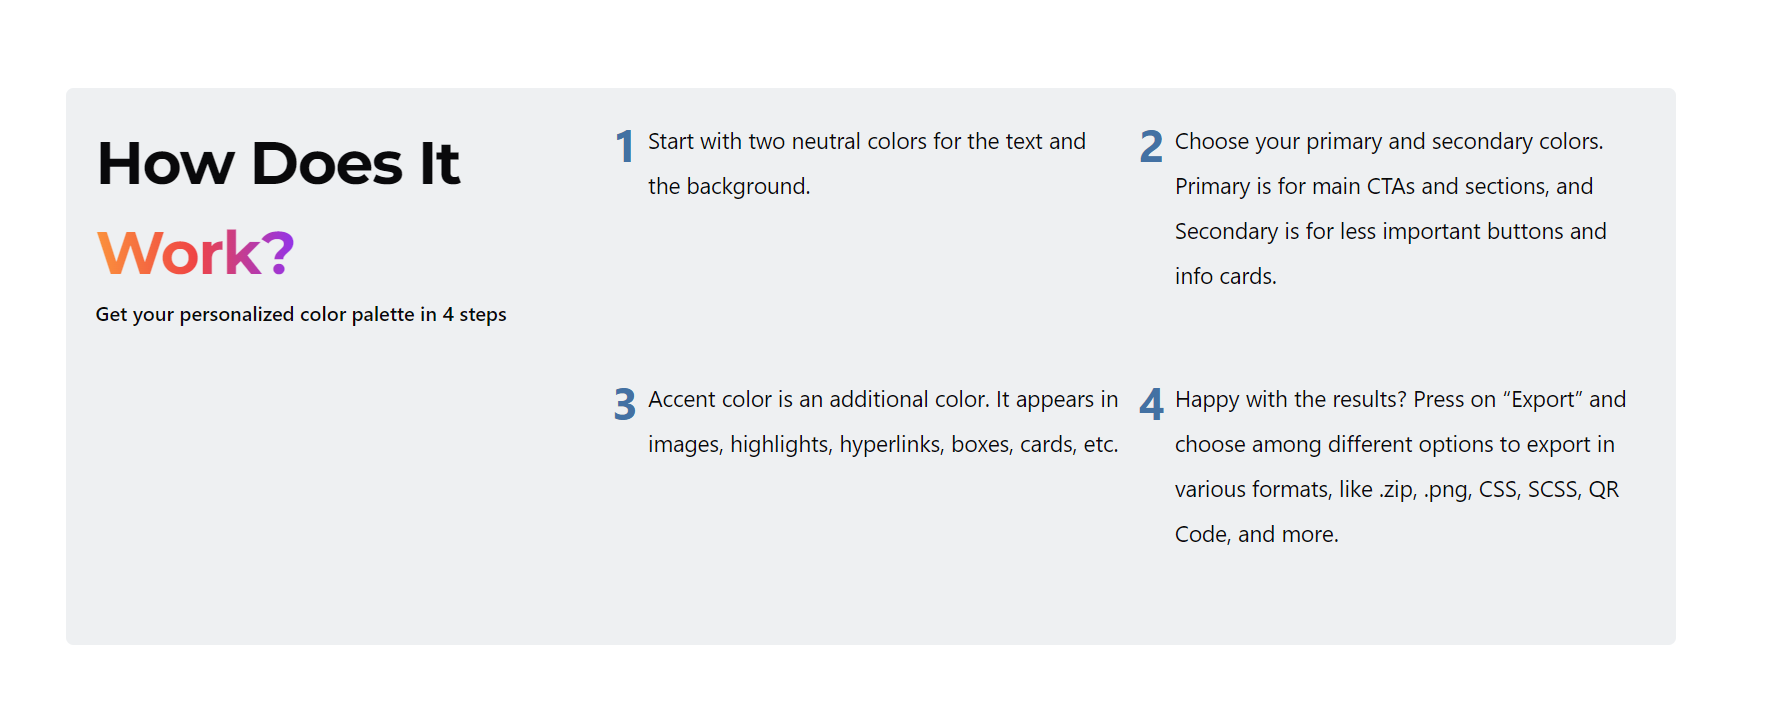 How Does It
Work?
Get your personalized color palette in 4 steps
1 Start with two neutral colors for the text and
the background.
2 Choose your primary and secondary colors.
Primary is for main CTAs and sections, and
Secondary is for less important buttons and
info cards.
3 Accent color is an additional color. It appears in
images, highlights, hyperlinks, boxes, cards, etc.
4 Happy with the results? Press on “Export” and
choose among different options to export in
various formats, like .zip, .png, CSS, SCSS, QR
Code, and more.